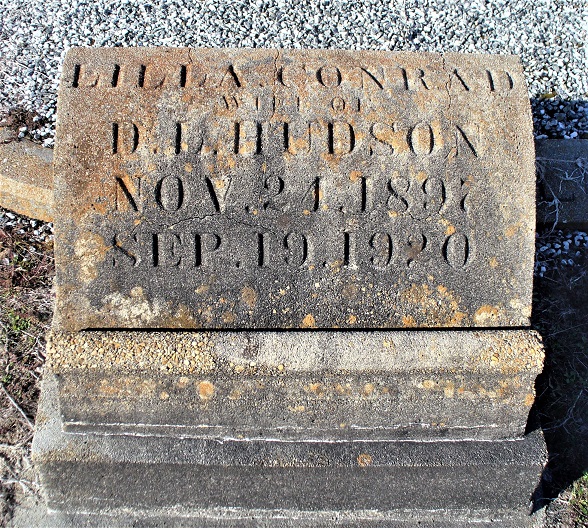 LILLA. CONRAD
WIFE OF
D. L. HUDSON
NOV. 24. 1897
SEP. 19. 1920